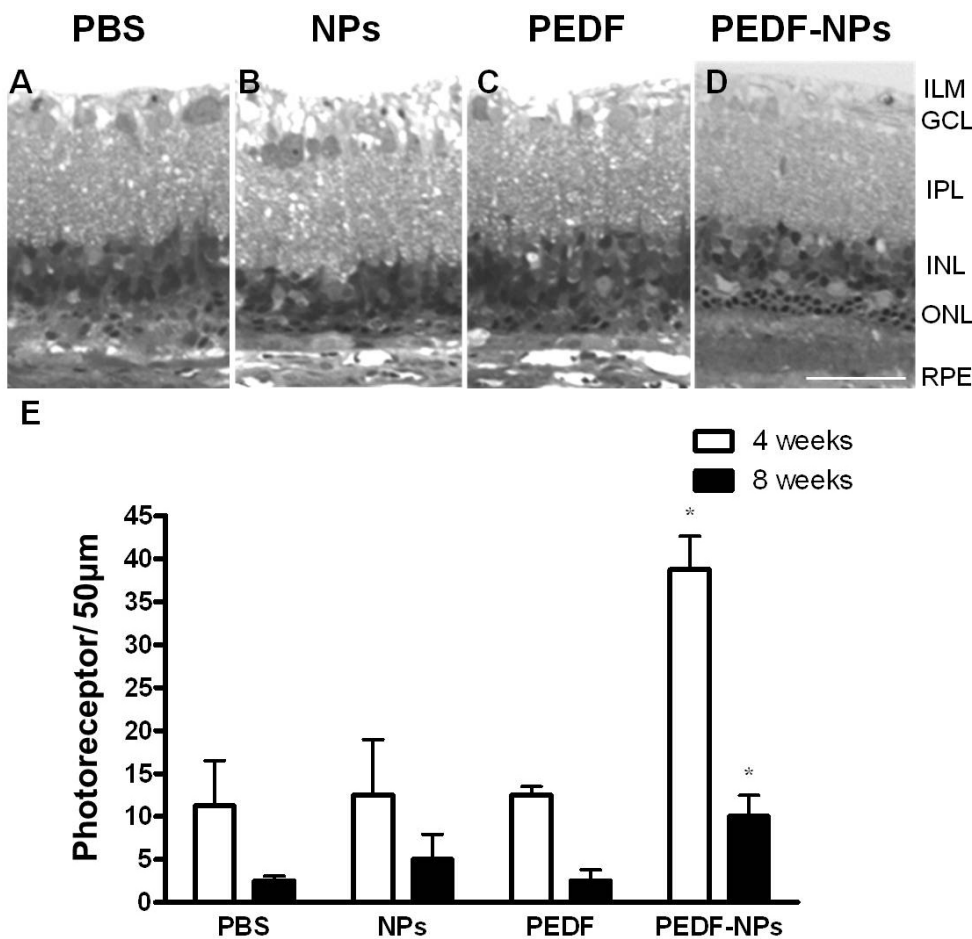 PBS NPs PEDF PEDF-NPs
A B C D
ILM
GCL
IPL
INL
ONL
RPE
E
4 weeks
8 weeks
45
40
35
30
25
20
15
10
5
0
Photoreceptor/ 50µm
*
*
PBS NPs PEDF PEDF-NPs